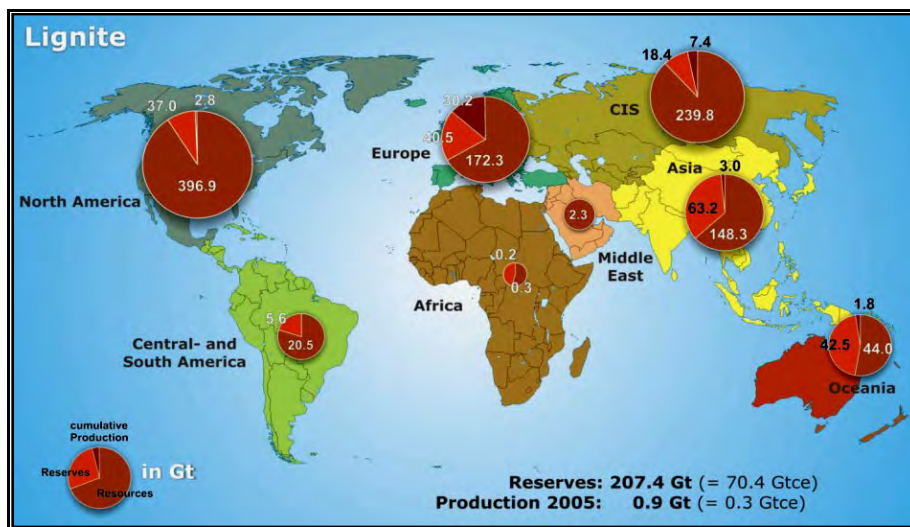 Lignite
37.0 2.8
396.9
North America
30.2
40.5
172.3
Europe
18.4 7.4
239.8
CIS
Asia
3.0
63.2
148.3
2.3
Middle
East
0.2
0.3
Africa
5.6
20.5
Central- and
South America
1.8
42.5
44.0
Oceania
cumulative
Production
Reserves
Resources
in Gt
Reserves: 207.4 Gt (= 70.4 Gtce)
Production 2005: 0.9 Gt (= 0.3 Gtce)